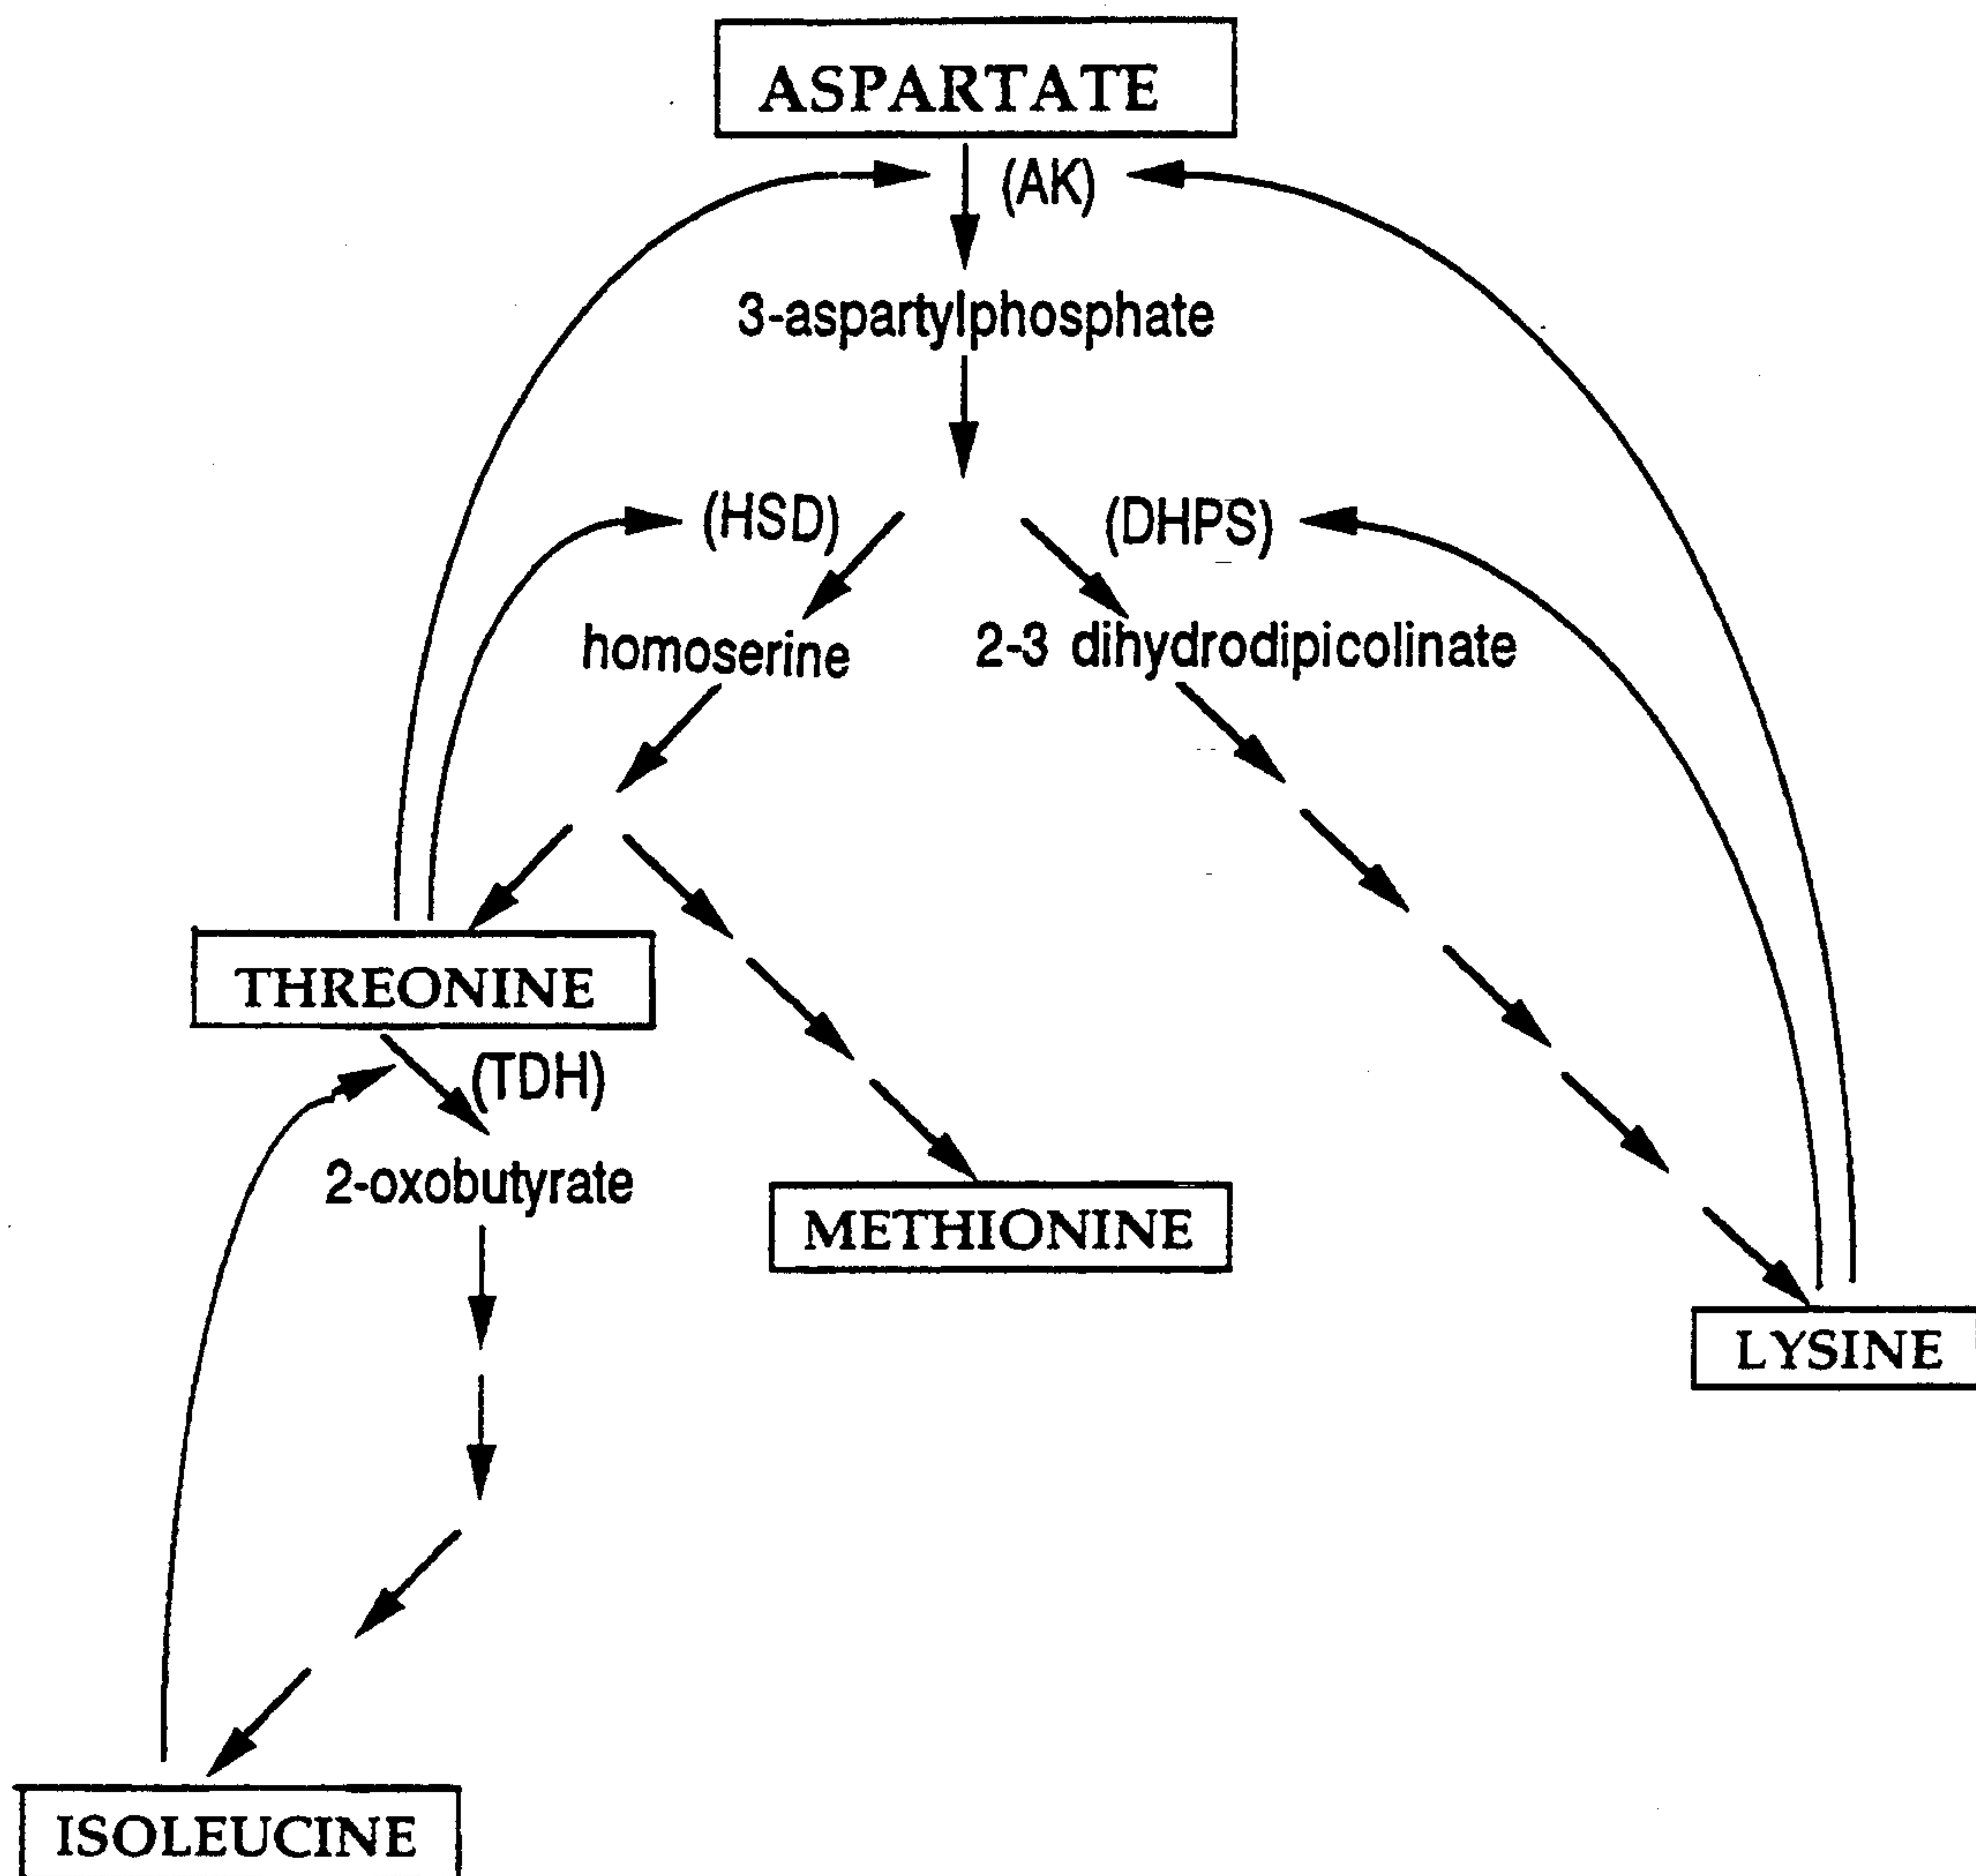 ASPARTATE
(AK)
3-aspartylphosphate
(HSD)
(DHPS)
homoserine
2-3 dihydrodipicolinate
THREONINE
(TDH)
2-oxobutyrate
METHIONINE
LYSINE
ISOLEUCINE